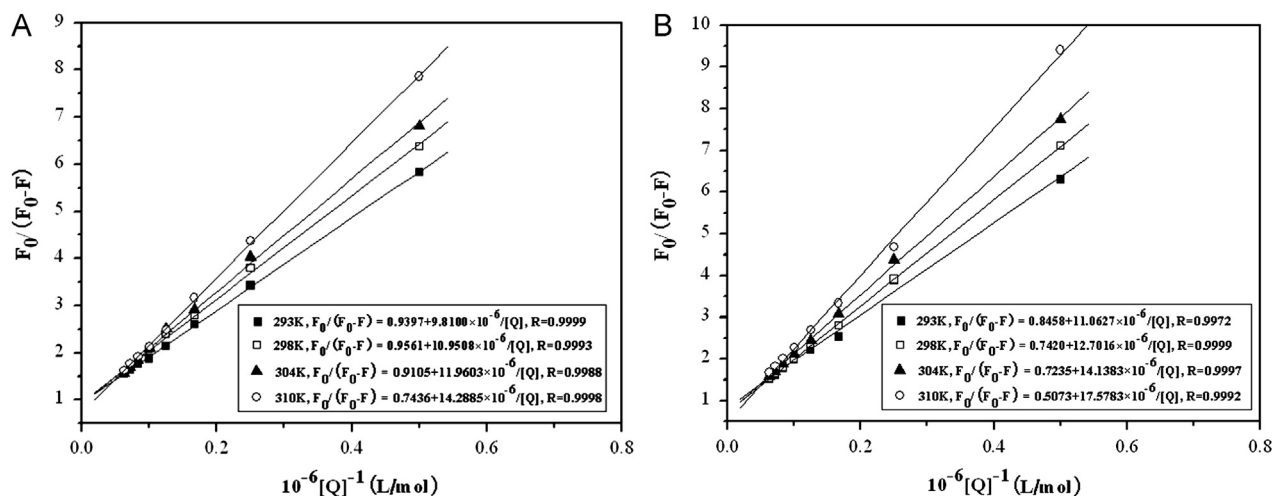 A
F0/(F0-F)
9
8
7
6
5
4
3
2
1
0.0 0.2 0.4 0.6 0.8
10^-6[Q]^-1 (L/mol)
293K, F0/(F0-F) = 0.9397+9.8100×10^-6/[Q], R=0.9999
298K, F0/(F0-F) = 0.9561+10.9508×10^-6/[Q], R=0.9993
304K, F0/(F0-F) = 0.9105+11.9603×10^-6/[Q], R=0.9988
310K, F0/(F0-F) = 0.7436+14.2885×10^-6/[Q], R=0.9998
B
F0/(F0-F)
10
9
8
7
6
5
4
3
2
1
0.0 0.2 0.4 0.6 0.8
10^-6[Q]^-1 (L/mol)
293K, F0/(F0-F) = 0.8458+11.0627×10^-6/[Q], R=0.9972
298K, F0/(F0-F) = 0.7420+12.7016×10^-6/[Q], R=0.9999
304K, F0/(F0-F) = 0.7235+14.1383×10^-6/[Q], R=0.9997
310K, F0/(F0-F) = 0.5073+17.5783×10^-6/[Q], R=0.9992